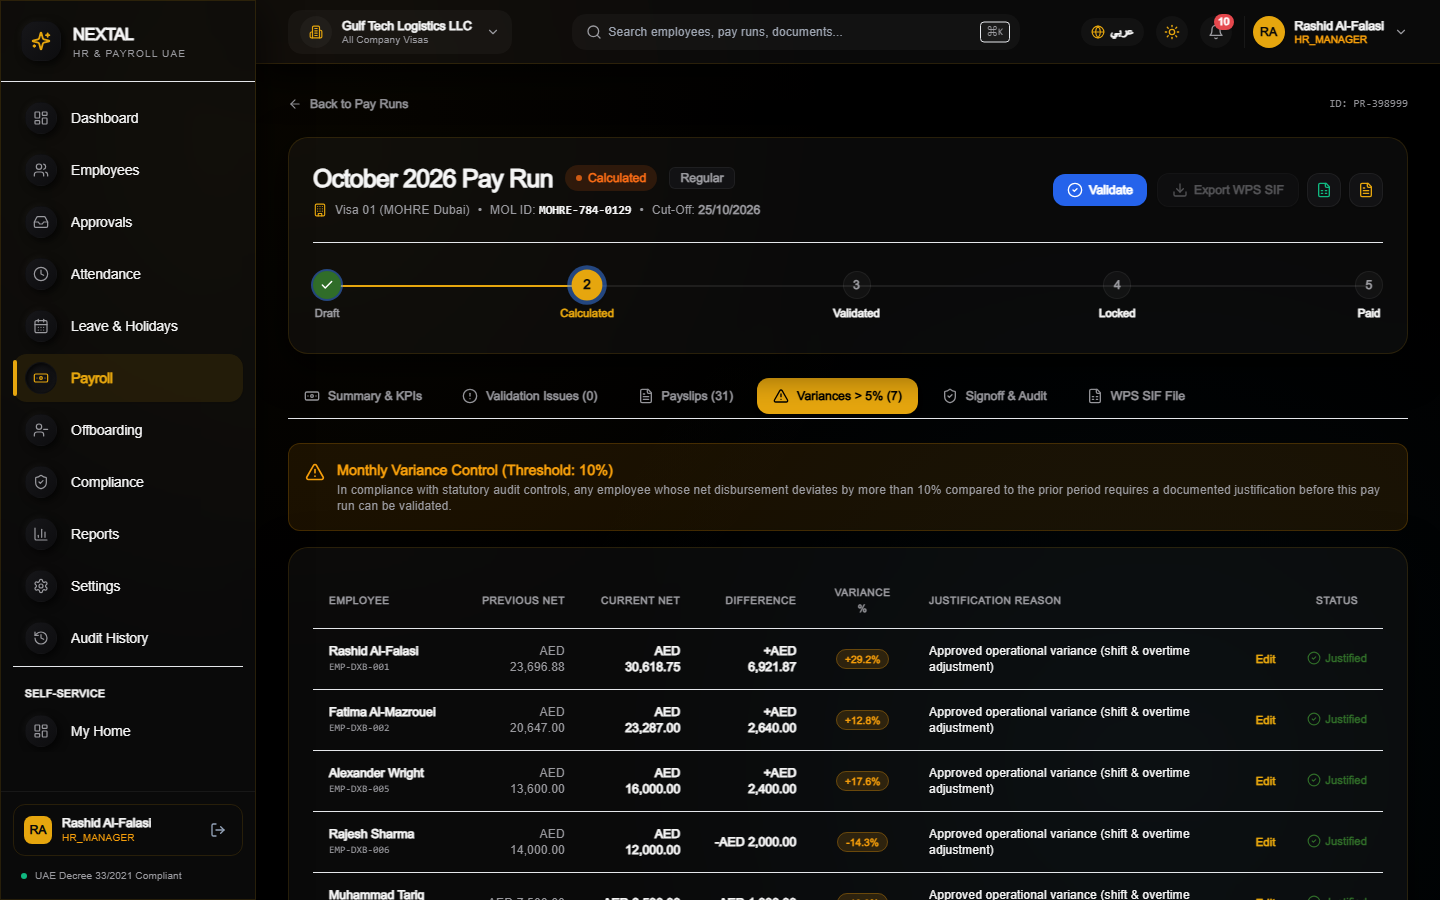 NEXTAL
HR & PAYROLL UAE
Gulf Tech Logistics LLC
All Company Visas
Search employees, pay runs, documents...
⌘K
عربي
10
RA
Rashid Al-Falasi
HR_MANAGER
Dashboard
Employees
Approvals
Attendance
Leave & Holidays
Payroll
Offboarding
Compliance
Reports
Settings
Audit History
SELF-SERVICE
My Home
RA
Rashid Al-Falasi
HR_MANAGER
UAE Decree 33/2021 Compliant
Back to Pay Runs
ID: PR-398999
October 2026 Pay Run
Calculated
Regular
Visa 01 (MOHRE Dubai) • MOL ID: MOHRE-784-0129 • Cut-Off: 25/10/2026
Validate
Export WPS SIF
2
3
4
5
Draft
Calculated
Validated
Locked
Paid
Summary & KPIs
Validation Issues (0)
Payslips (31)
Variances > 5% (7)
Signoff & Audit
WPS SIF File
Monthly Variance Control (Threshold: 10%)
In compliance with statutory audit controls, any employee whose net disbursement deviates by more than 10% compared to the prior period requires a documented justification before this pay
run can be validated.
EMPLOYEE
PREVIOUS NET
CURRENT NET
DIFFERENCE
VARIANCE
%
JUSTIFICATION REASON
STATUS
Rashid Al-Falasi
EMP-DXB-001
AED
23,696.88
AED
30,618.75
+AED
6,921.87
+29.2%
Approved operational variance (shift & overtime
adjustment)
Edit
Justified
Fatima Al-Mazrouei
EMP-DXB-002
AED
20,647.00
AED
23,287.00
+AED
2,640.00
+12.8%
Approved operational variance (shift & overtime
adjustment)
Edit
Justified
Alexander Wright
EMP-DXB-005
AED
13,600.00
AED
16,000.00
+AED
2,400.00
+17.6%
Approved operational variance (shift & overtime
adjustment)
Edit
Justified
Rajesh Sharma
EMP-DXB-006
AED
14,000.00
AED
12,000.00
-AED 2,000.00
-14.3%
Approved operational variance (shift & overtime
adjustment)
Edit
Justified
Muhammad Tariq
Approved operational variance (shift & overtime